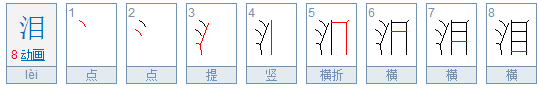 泪 1 2 3 4 5 6 7 8
8 动画
lèi 点 点 提 竖 横折 横 横 横